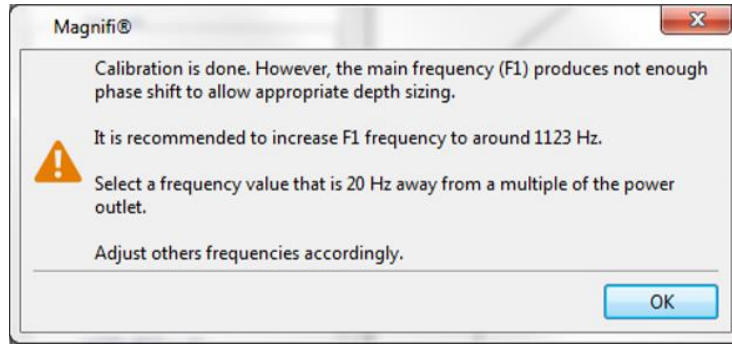 Magnifi®
Calibration is done. However, the main frequency (F1) produces not enough
phase shift to allow appropriate depth sizing.
It is recommended to increase F1 frequency to around 1123 Hz.
Select a frequency value that is 20 Hz away from a multiple of the power
outlet.
Adjust others frequencies accordingly.
OK